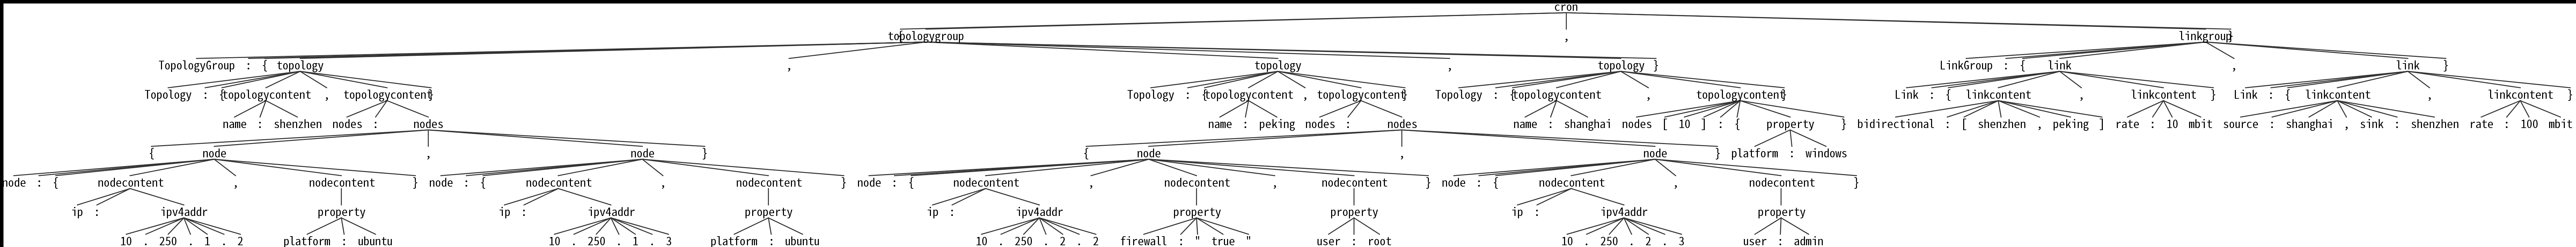 cron
topologygroup , linkgroup
TopologyGroup : { topology , topology , topology } LinkGroup : { link , link }
Topology : { topologycontent , topologycontent } Topology : { topologycontent , topologycontent } Topology : { topologycontent , topologycontent } Link : { linkcontent , linkcontent } Link : { linkcontent , linkcontent }
name : shenzhen nodes : nodes name : peking nodes : nodes name : shanghai nodes [ 10 ] : { property } bidirectional : [ shenzhen , peking ] rate : 10 mbit source : shanghai , sink : shenzhen rate : 100 mbit
{ node , node } { node , node } platform : windows
node : { nodecontent , nodecontent } node : { nodecontent , nodecontent } node : { nodecontent , nodecontent , nodecontent } node : { nodecontent , nodecontent }
ip : ipv4addr property ip : ipv4addr property ip : ipv4addr property property ip : ipv4addr property
10 . 250 . 1 . 2 platform : ubuntu 10 . 250 . 1 . 3 platform : ubuntu 10 . 250 . 2 . 2 firewall : " true " user : root 10 . 250 . 2 . 3 user : admin